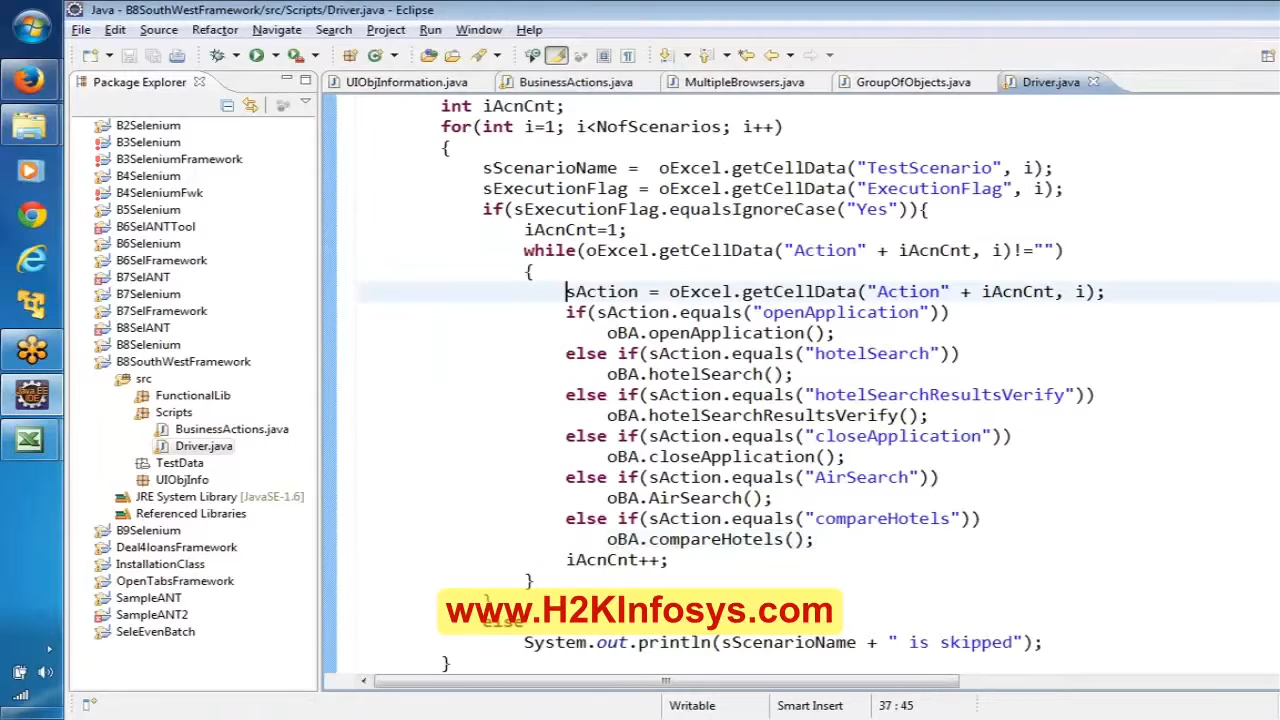 Java - B8SouthWestFramework/src/Scripts/Driver.java - Eclipse
File Edit Source Refactor Navigate Search Project Run Window Help
Package Explorer
UIObjInformation.java BusinessActions.java MultipleBrowsers.java GroupOfObjects.java Driver.java
B2Selenium
B3Selenium
B3SeleniumFramework
B4Selenium
B4SeleniumFwk
B5Selenium
B6SelANTTool
B6Selenium
B6SelFramework
B7SelANT
B7Selenium
B7SelFramework
B8SelANT
B8Selenium
B8SouthWestFramework
src
FunctionalLib
Scripts
BusinessActions.java
Driver.java
TestData
UIObjInfo
JRE System Library [JavaSE-1.6]
Referenced Libraries
B9Selenium
Deal4loansFramework
InstallationClass
OpenTabsFramework
SampleANT
SampleANT2
SeleEvenBatch
int iAcnCnt;
for(int i=1; i<NofScenarios; i++)
{
sScenarioName = oExcel.getCellData("TestScenario", i);
sExecutionFlag = oExcel.getCellData("ExecutionFlag", i);
if(sExecutionFlag.equalsIgnoreCase("Yes")){
iAcnCnt=1;
while(oExcel.getCellData("Action" + iAcnCnt, i)!="")
{
sAction = oExcel.getCellData("Action" + iAcnCnt, i);
if(sAction.equals("openApplication"))
oBA.openApplication();
else if(sAction.equals("hotelSearch"))
oBA.hotelSearch();
else if(sAction.equals("hotelSearchResultsVerify"))
oBA.hotelSearchResultsVerify();
else if(sAction.equals("closeApplication"))
oBA.closeApplication();
else if(sAction.equals("AirSearch"))
oBA.AirSearch();
else if(sAction.equals("compareHotels"))
oBA.compareHotels();
iAcnCnt++;
}
}
www.H2KInfosys.com
else
System.out.println(sScenarioName + " is skipped");
}
Writable Smart Insert 37 : 45